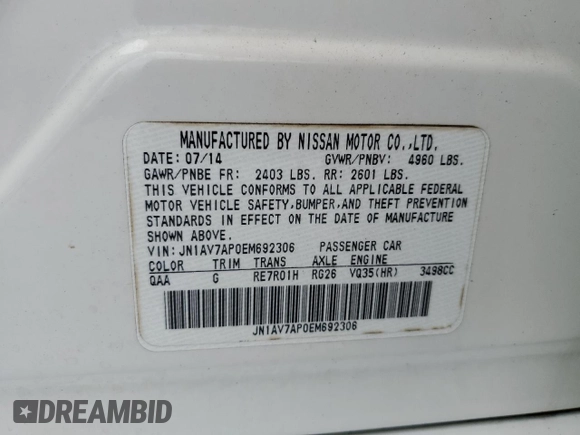 MANUFACTURED BY NISSAN MOTOR CO.,LTD.
DATE: 07/14 GVWR/PNBV: 4960 LBS.
GAWR/PNBE FR: 2403 LBS. RR: 2601 LBS.
THIS VEHICLE CONFORMS TO ALL APPLICABLE FEDERAL
MOTOR VEHICLE SAFETY,BUMPER,AND THEFT PREVENTION
STANDARDS IN EFFECT ON THE DATE OF MANUFACTURE
SHOWN ABOVE.
VIN: JN1AV7AP0EM692306 PASSENGER CAR
COLOR TRIM TRANS AXLE ENGINE
QAA G RE7R01H RG26 VQ35(HR) 3498CC
JN1AV7AP0EM692306
DREAMBID